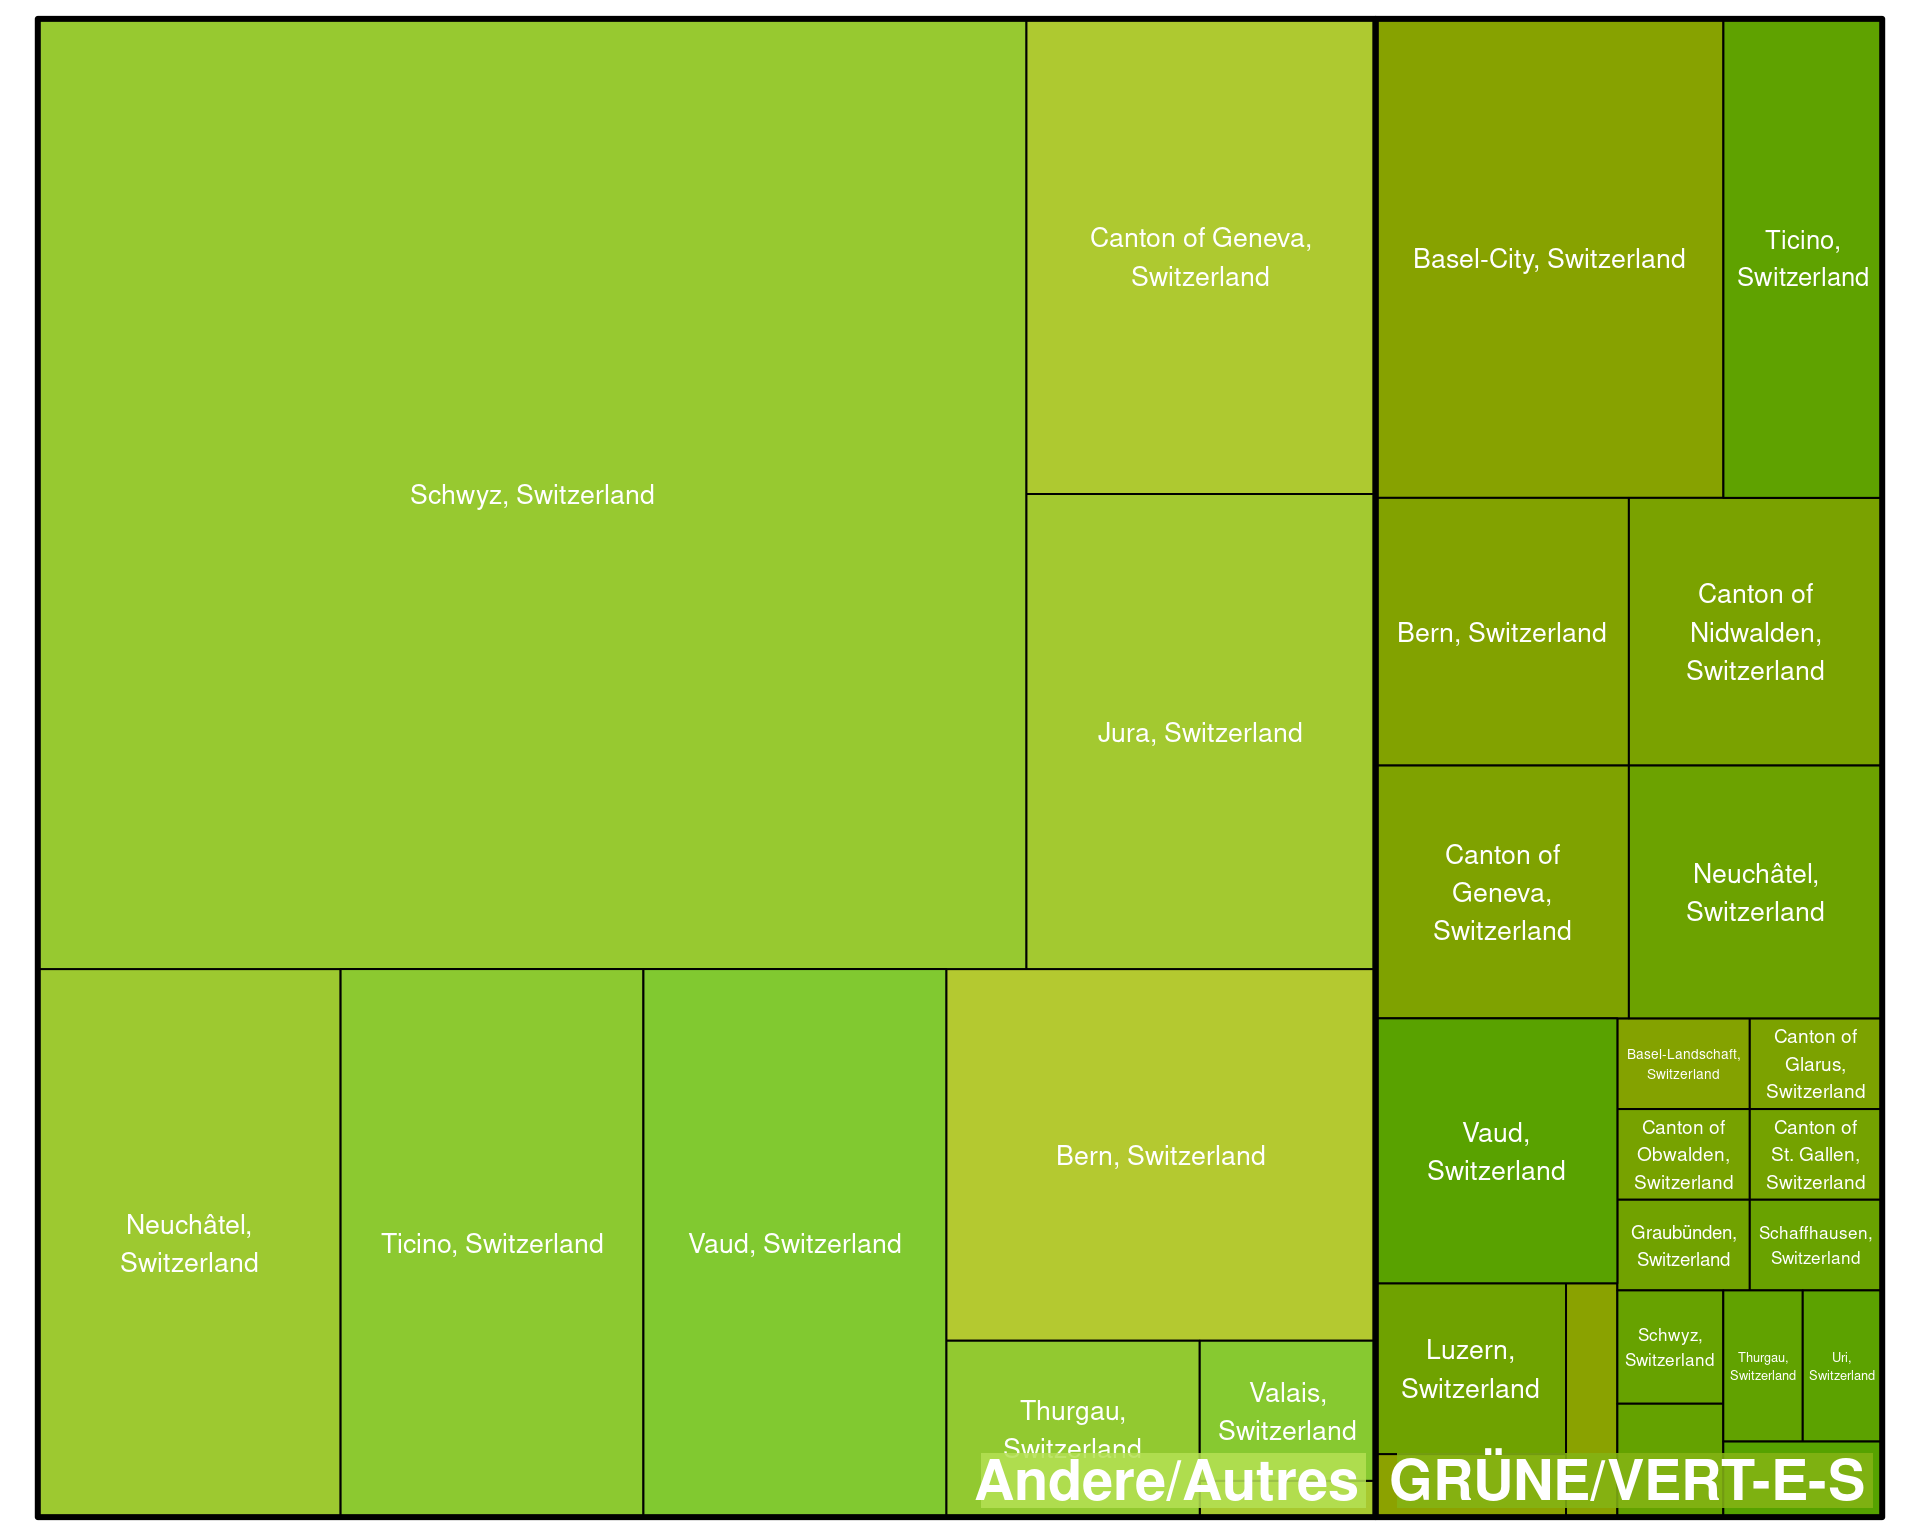 Schwyz, Switzerland
Canton of Geneva,
Switzerland
Jura, Switzerland
Neuchâtel,
Switzerland
Ticino, Switzerland
Vaud, Switzerland
Bern, Switzerland
Thurgau,
Switzerland
Valais,
Switzerland
Andere/Autres
Basel-City, Switzerland
Ticino,
Switzerland
Bern, Switzerland
Canton of
Nidwalden,
Switzerland
Canton of
Geneva,
Switzerland
Neuchâtel,
Switzerland
Vaud,
Switzerland
Basel-Landschaft,
Switzerland
Canton of
Glarus,
Switzerland
Canton of
Obwalden,
Switzerland
Canton of
St. Gallen,
Switzerland
Graubünden,
Switzerland
Schaffhausen,
Switzerland
Luzern,
Switzerland
Schwyz,
Switzerland
Thurgau,
Switzerland
Uri,
Switzerland
GRÜNE/VERT-E-S